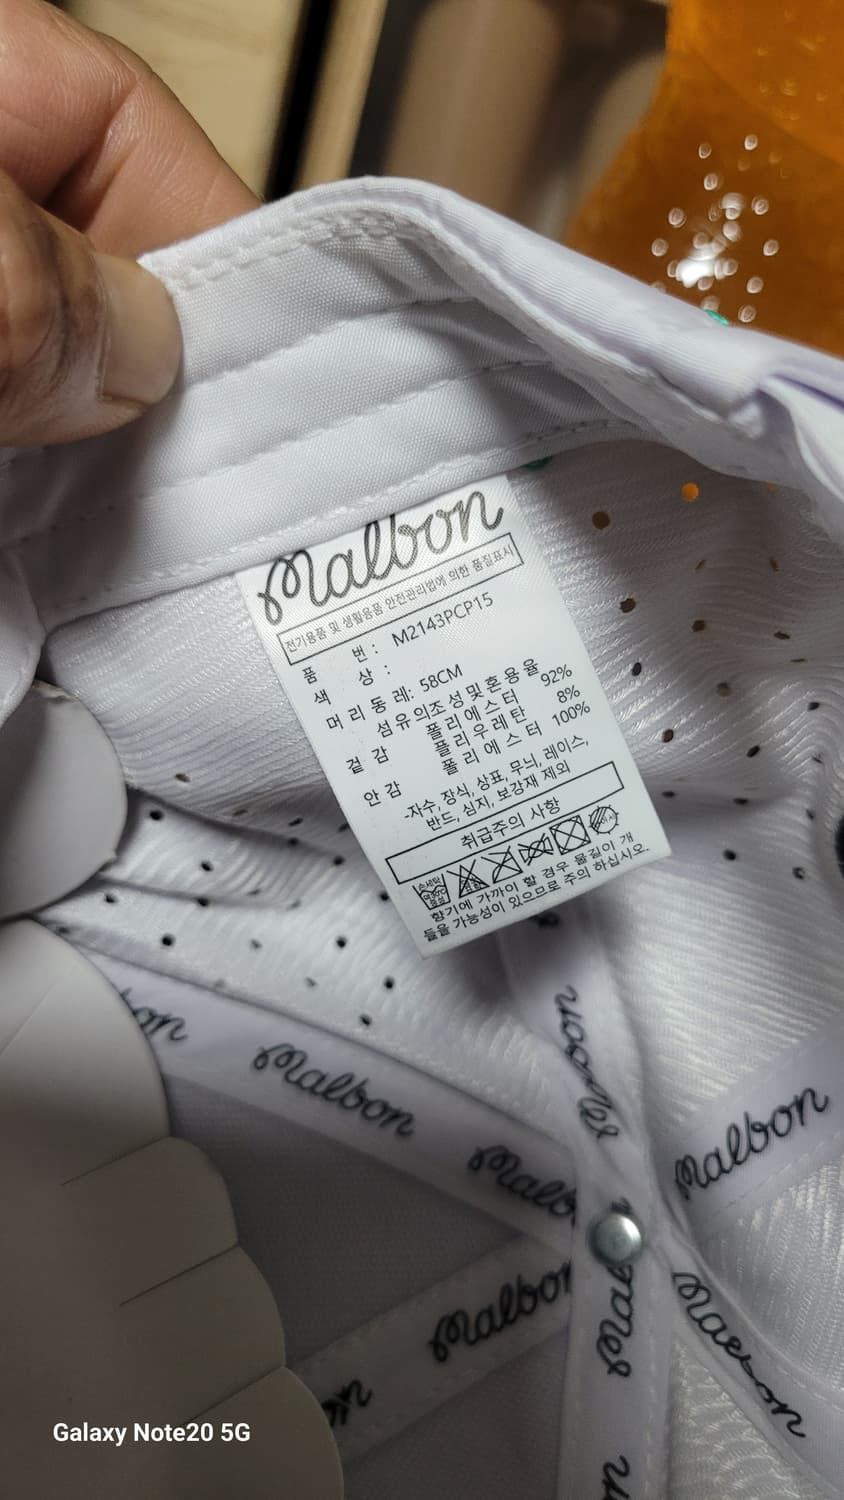 Malbon
전기용품 및 생활용품 안전관리법에 의한 품질표시
품 번: M2143PCP15
색 상:
머리둘레: 58CM
섬유의조성및혼용율
겉감 폴리에스터 92%
폴리우레탄 8%
안감 폴리에스터 100%
-자수, 장식, 상표, 무늬, 레이스,
반드, 심지, 보강재 제외
취급주의 사항
향기에 가까이 할 경우 물길이 개
들을 가능성이 있으므로 주의 하십시오.
Malbon
Malbon
Malbon
Malbon
Malbon
Galaxy Note20 5G